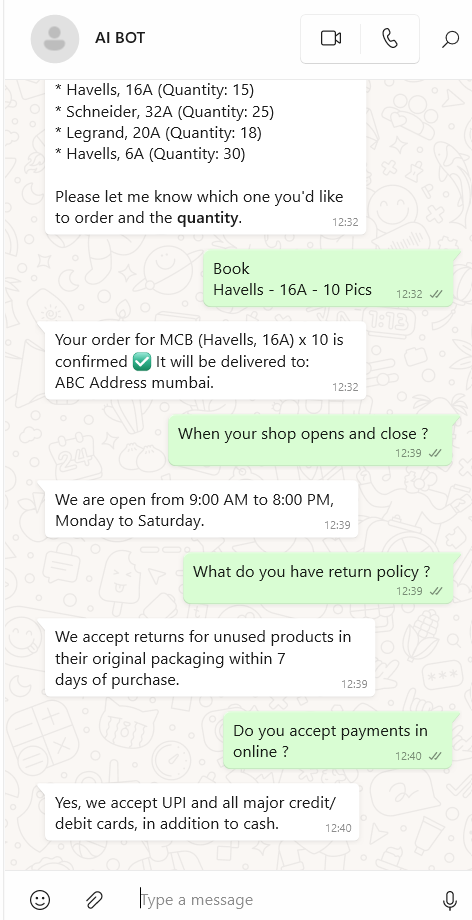 AI BOT
* Havells, 16A (Quantity: 15)
* Schneider, 32A (Quantity: 25)
* Legrand, 20A (Quantity: 18)
* Havells, 6A (Quantity: 30)
Please let me know which one you'd like
to order and the quantity.
12:32
Book
Havells - 16A - 10 Pics
12:32
Your order for MCB (Havells, 16A) x 10 is
confirmed ✅ It will be delivered to:
ABC Address mumbai.
12:32
When your shop opens and close ?
12:39
We are open from 9:00 AM to 8:00 PM,
Monday to Saturday.
12:39
What do you have return policy ?
12:39
We accept returns for unused products in
their original packaging within 7
days of purchase.
12:39
Do you accept payments in
online ?
12:40
Yes, we accept UPI and all major credit/
debit cards, in addition to cash.
12:40
Type a message